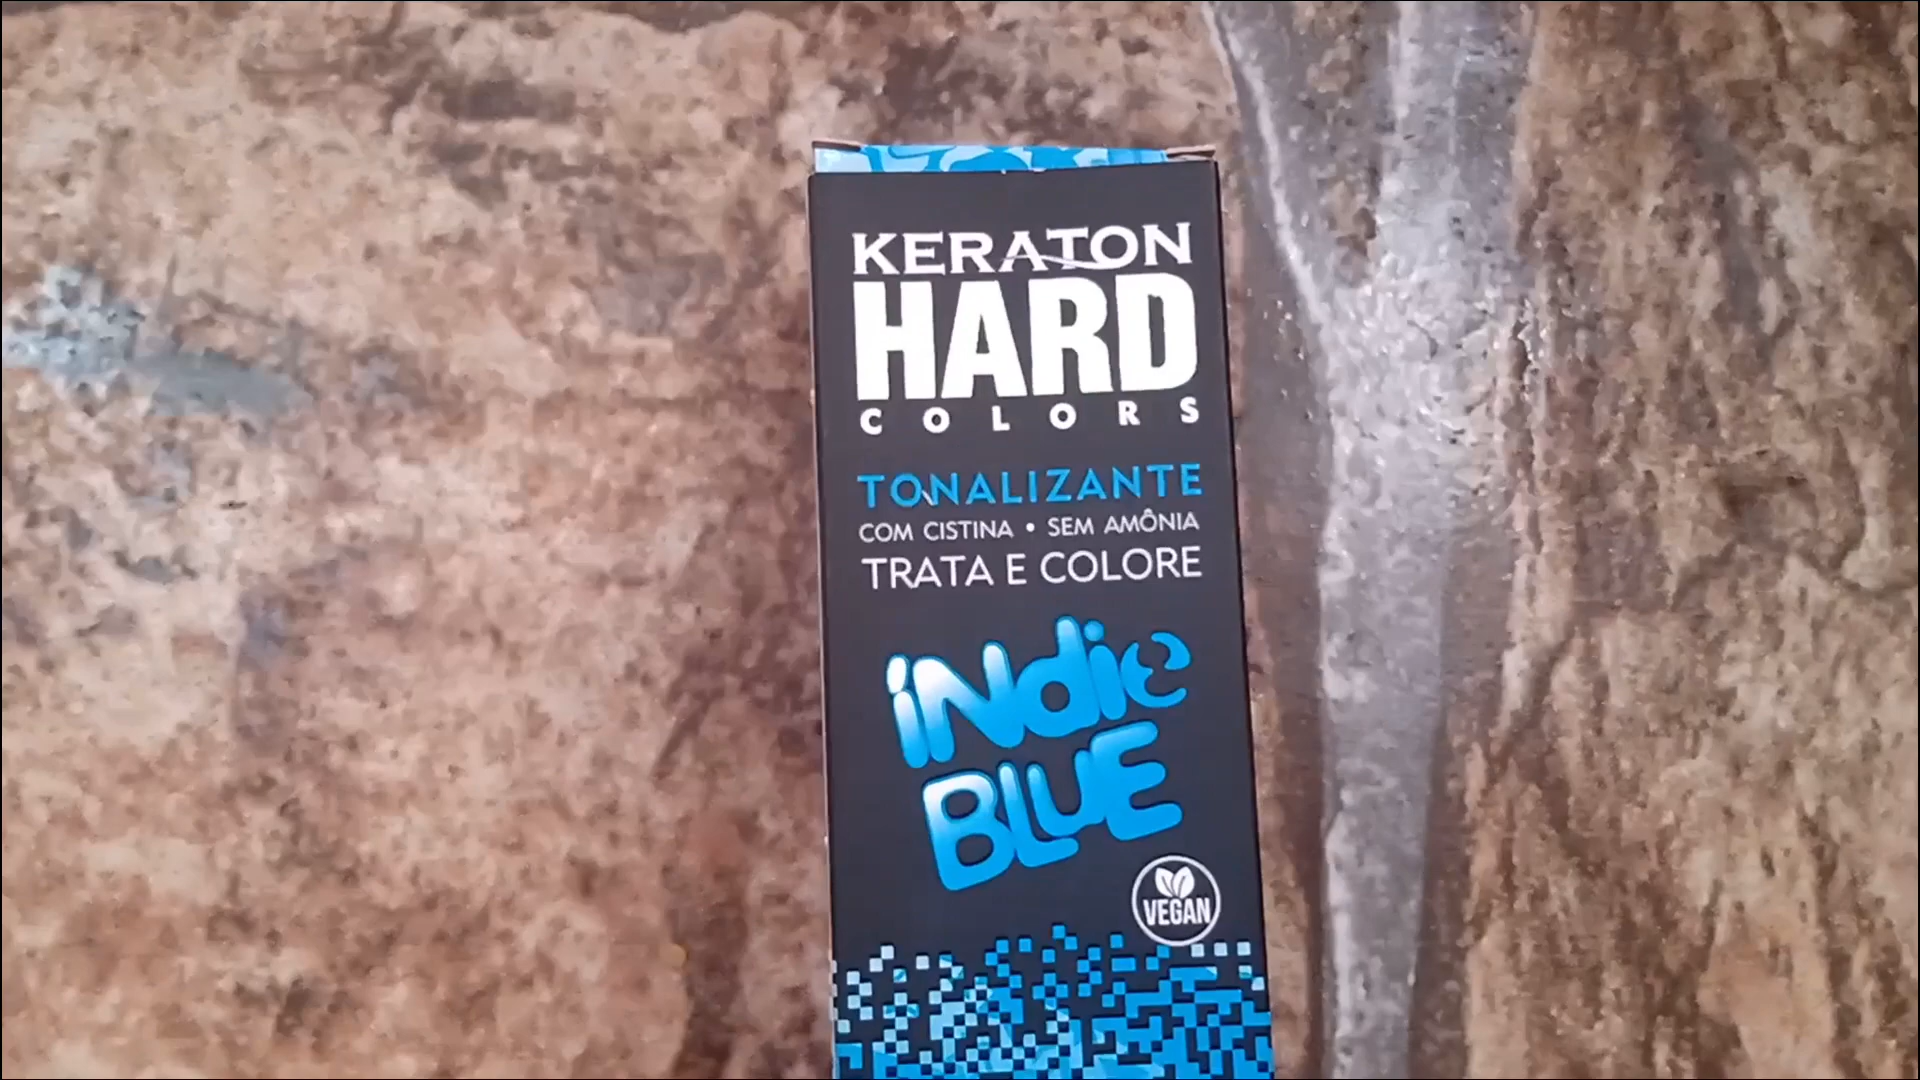 KERATON
HARD
COLORS
TONALIZANTE
COM CISTINA • SEM AMÔNIA
TRATA E COLORE
iNdie
BLUE
VEGAN